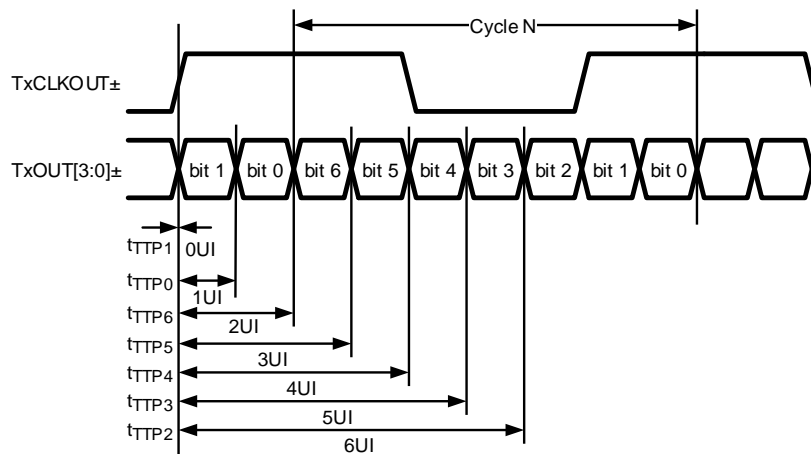 Cycle N
TxCLKOUT±
TxOUT[3:0]±
bit 1 bit 0 bit 6 bit 5 bit 4 bit 3 bit 2 bit 1 bit 0
tTTP1 0UI
tTTP0
1UI
tTTP6
2UI
tTTP5
3UI
tTTP4
4UI
tTTP3
5UI
tTTP2
6UI